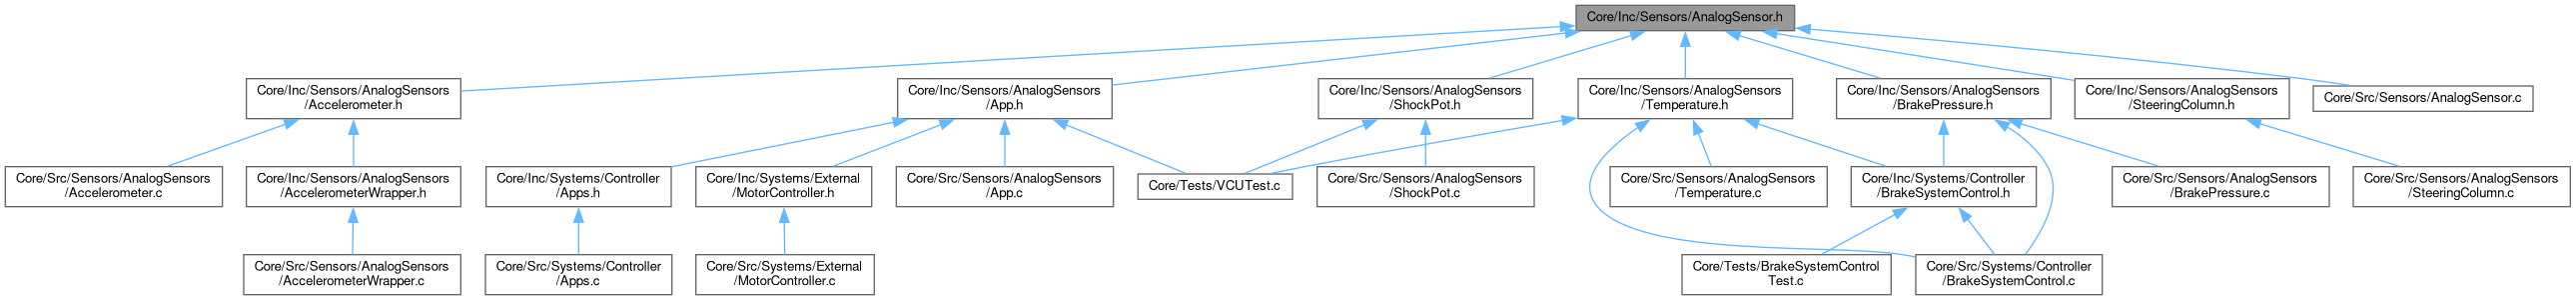 Core/Inc/Sensors/AnalogSensor.h
Core/Inc/Sensors/AnalogSensors
/Accelerometer.h
Core/Inc/Sensors/AnalogSensors
/App.h
Core/Inc/Sensors/AnalogSensors
/ShockPot.h
Core/Inc/Sensors/AnalogSensors
/Temperature.h
Core/Inc/Sensors/AnalogSensors
/BrakePressure.h
Core/Inc/Sensors/AnalogSensors
/SteeringColumn.h
Core/Src/Sensors/AnalogSensor.c
Core/Src/Sensors/AnalogSensors
/Accelerometer.c
Core/Inc/Sensors/AnalogSensors
/AccelerometerWrapper.h
Core/Inc/Systems/Controller
/Apps.h
Core/Inc/Systems/External
/MotorController.h
Core/Src/Sensors/AnalogSensors
/App.c
Core/Tests/VCUTest.c
Core/Src/Sensors/AnalogSensors
/ShockPot.c
Core/Src/Sensors/AnalogSensors
/Temperature.c
Core/Inc/Systems/Controller
/BrakeSystemControl.h
Core/Src/Sensors/AnalogSensors
/BrakePressure.c
Core/Src/Sensors/AnalogSensors
/SteeringColumn.c
Core/Src/Sensors/AnalogSensors
/AccelerometerWrapper.c
Core/Src/Systems/Controller
/Apps.c
Core/Src/Systems/External
/MotorController.c
Core/Tests/BrakeSystemControl
Test.c
Core/Src/Systems/Controller
/BrakeSystemControl.c